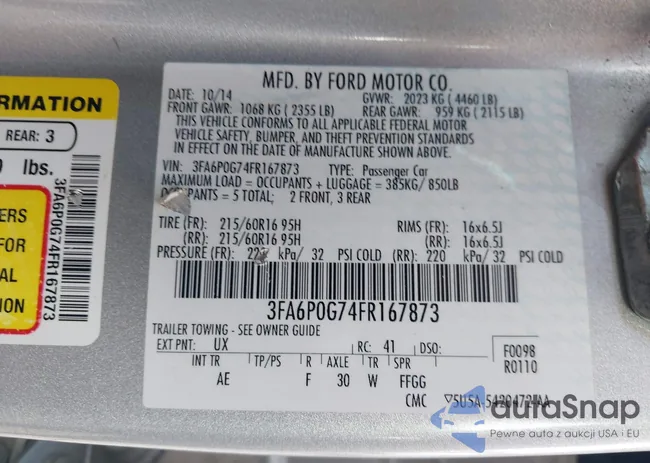 ORMATION
REAR: 3
lbs.
ERS
FOR
AL
TION
3FA6P0G74FR167873
MFD. BY FORD MOTOR CO.
DATE: 10/14 GVWR: 2023 KG ( 4460 LB)
FRONT GAWR: 1068 KG ( 2355 LB) REAR GAWR: 959 KG ( 2115 LB)
THIS VEHICLE CONFORMS TO ALL APPLICABLE FEDERAL MOTOR
VEHICLE SAFETY, BUMPER, AND THEFT PREVENTION STANDARDS
IN EFFECT ON THE DATE OF MANUFACTURE SHOWN ABOVE.
VIN: 3FA6P0G74FR167873 TYPE: Passenger Car
MAXIMUM LOAD = OCCUPANTS + LUGGAGE = 385KG/ 850LB
OCCUPANTS = 5 TOTAL; 2 FRONT, 3 REAR
TIRE (FR): 215/60R16 95H RIMS (FR): 16x6.5J
(RR): 215/60R16 95H (RR): 16x6.5J
PRESSURE (FR): kPa/ 32 PSI COLD (RR): 220 kPa/ 32 PSI COLD
3FA6P0G74FR167873
TRAILER TOWING - SEE OWNER GUIDE
EXT PNT: UX RC: 41 DSO: F0098
INT TR TP/PS R AXLE TR SPR R0110
AE F 30 W FFGG
CMC
autaSnap
Pewne auta z aukcji USA i EU